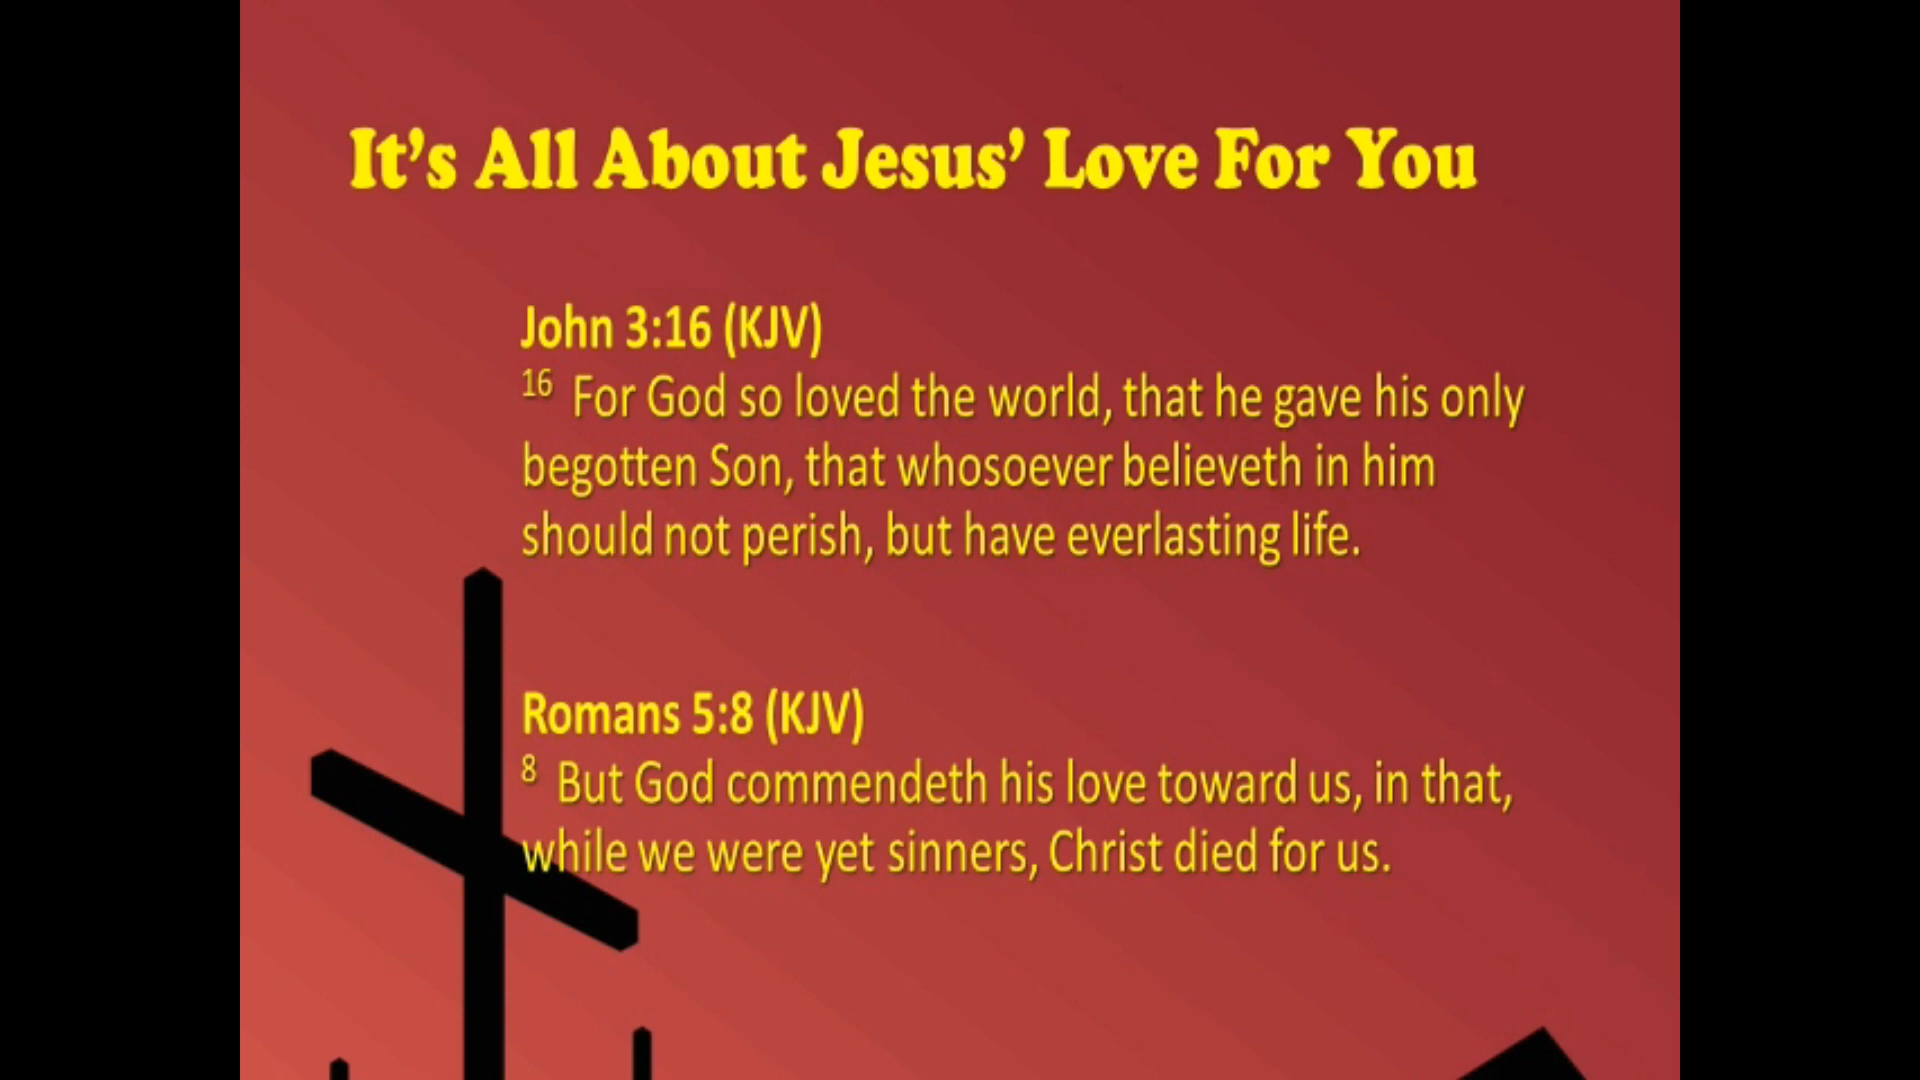 It’s All About Jesus’ Love For You
John 3:16 (KJV)
16 For God so loved the world, that he gave his only
begotten Son, that whosoever believeth in him
should not perish, but have everlasting life.
Romans 5:8 (KJV)
8 But God commendeth his love toward us, in that,
while we were yet sinners, Christ died for us.